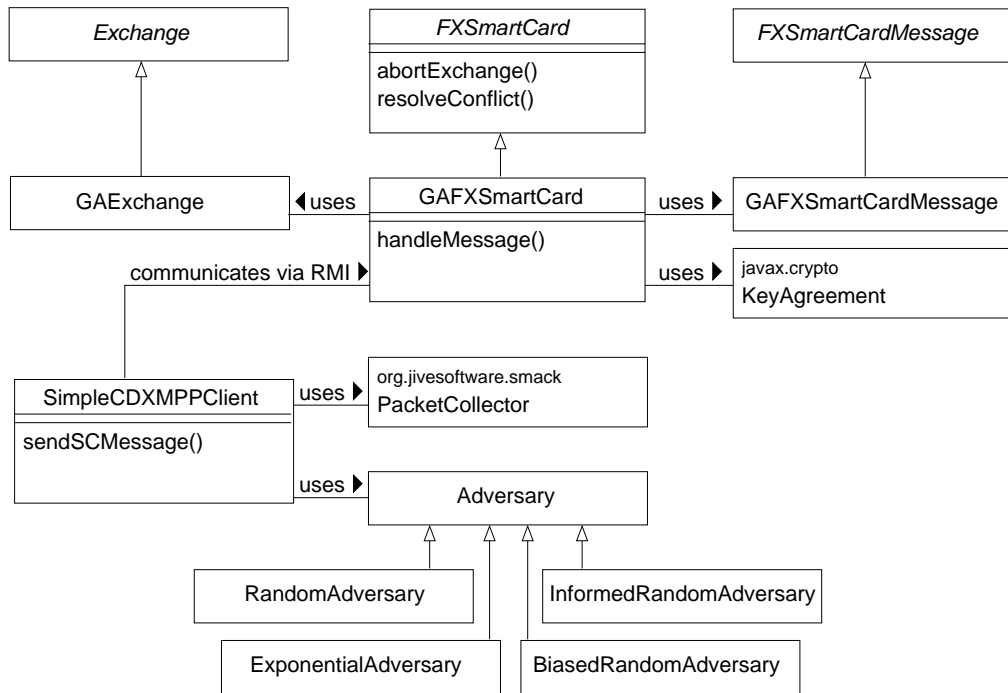 Exchange
FXSmartCard
abortExchange()
resolveConflict()
FXSmartCardMessage
GAExchange
uses
GAFXSmartCard
handleMessage()
uses
GAFXSmartCardMessage
communicates via RMI
uses
javax.crypto
KeyAgreement
SimpleCDXMPPClient
sendSCMessage()
uses
org.jivesoftware.smack
PacketCollector
uses
Adversary
RandomAdversary
InformedRandomAdversary
ExponentialAdversary
BiasedRandomAdversary